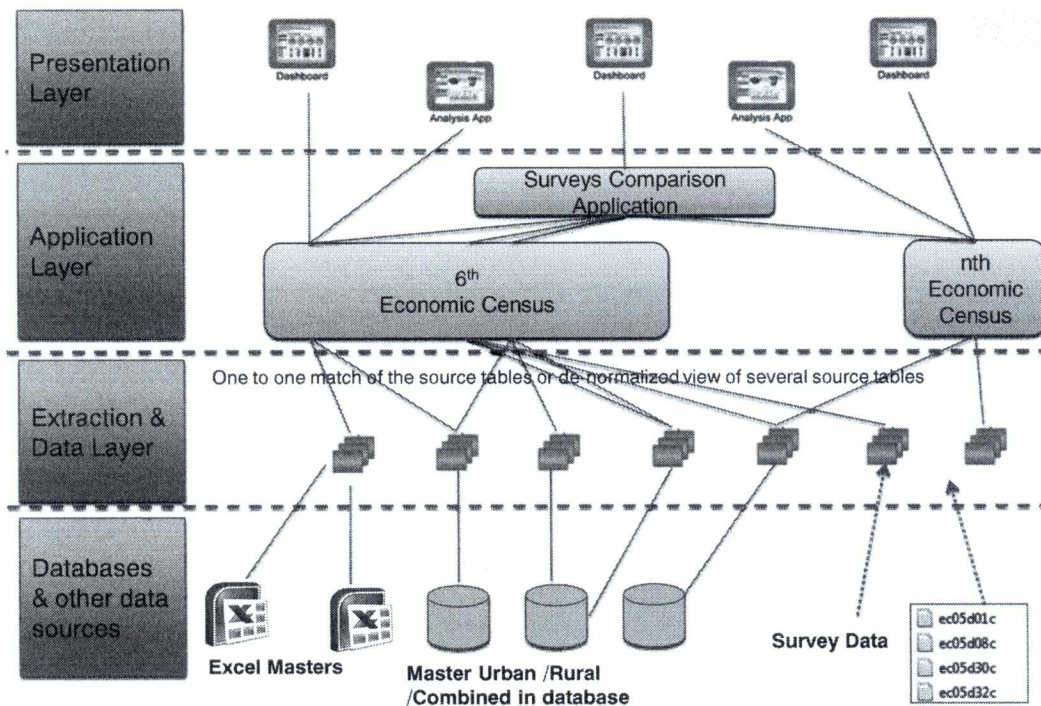 Presentation
Layer
Dashboard
Analysis App
Dashboard
Analysis App
Dashboard
Application
Layer
Surveys Comparison
Application
6th
Economic Census
nth
Economic
Census
One to one match of the source tables or de-normalized view of several source tables
Extraction &
Data Layer
Databases
& other data
sources
Excel Masters
Master Urban /Rural
/Combined in database
Survey Data
ec05d01c
ec05d08c
ec05d30c
ec05d32c